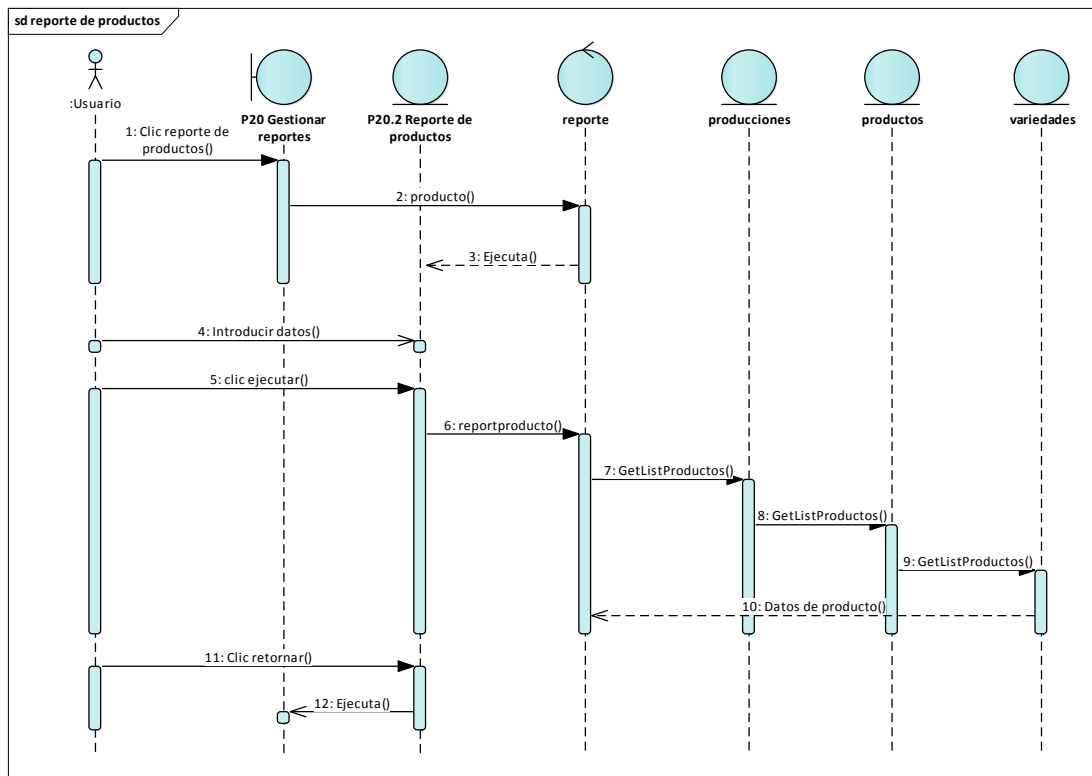 sd reporte de productos
:Usuario
P20 Gestionar
reportes
P20.2 Reporte de
productos
reporte
producciones
productos
variedades
1: Clic reporte de
productos()
2: producto()
3: Ejecuta()
4: Introducir datos()
5: clic ejecutar()
6: reportproducto()
7: GetListProductos()
8: GetListProductos()
9: GetListProductos()
10: Datos de producto()
11: Clic retornar()
12: Ejecuta()